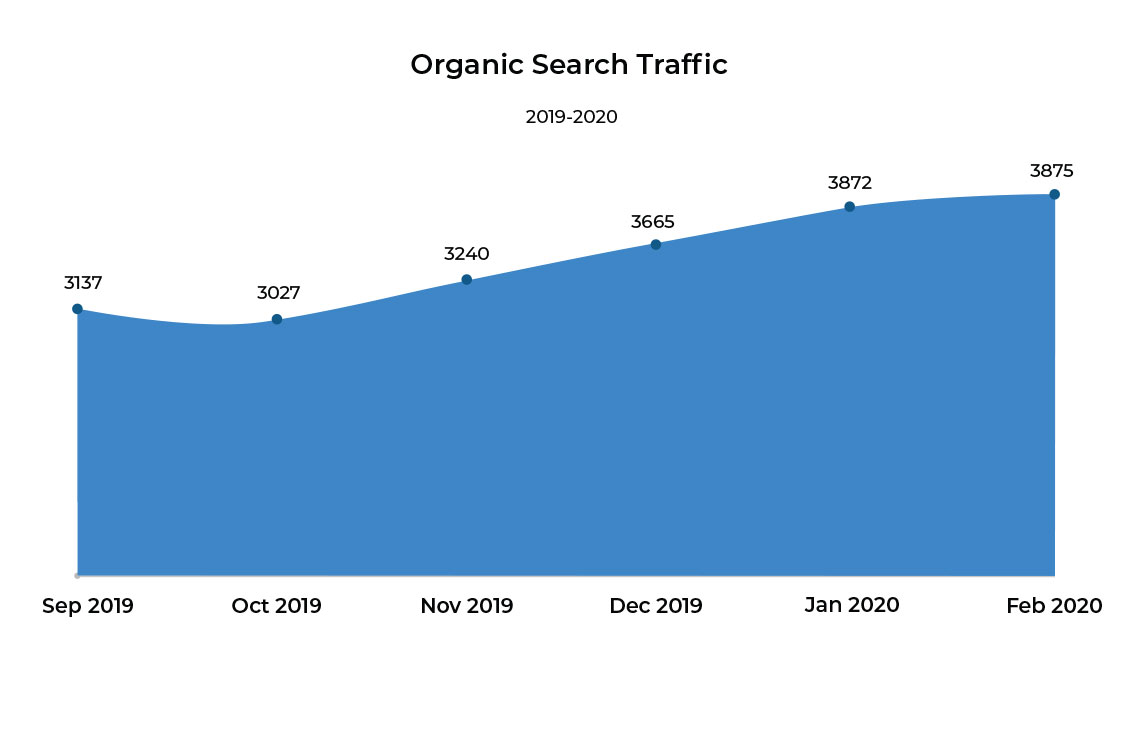 Organic Search Traffic
2019-2020
3137
3027
3240
3665
3872
3875
Sep 2019
Oct 2019
Nov 2019
Dec 2019
Jan 2020
Feb 2020